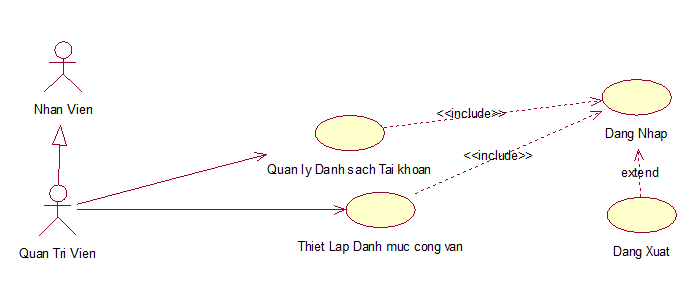 Nhan Vien
<<include>>
Dang Nhap
Quan ly Danh sach Tai khoan
<<include>>
extend
Quan Tri Vien
Thiet Lap Danh muc cong van
Dang Xuat